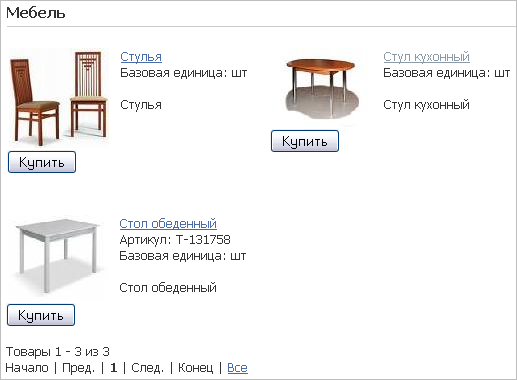 Мебель
Стулья
Базовая единица: шт
Стулья
Купить
Стул кухонный
Базовая единица: шт
Стул кухонный
Купить
Стол обеденный
Артикул: Т-131758
Базовая единица: шт
Стол обеденный
Купить
Товары 1 - 3 из 3
Начало | Пред. | 1 | След. | Конец | Все